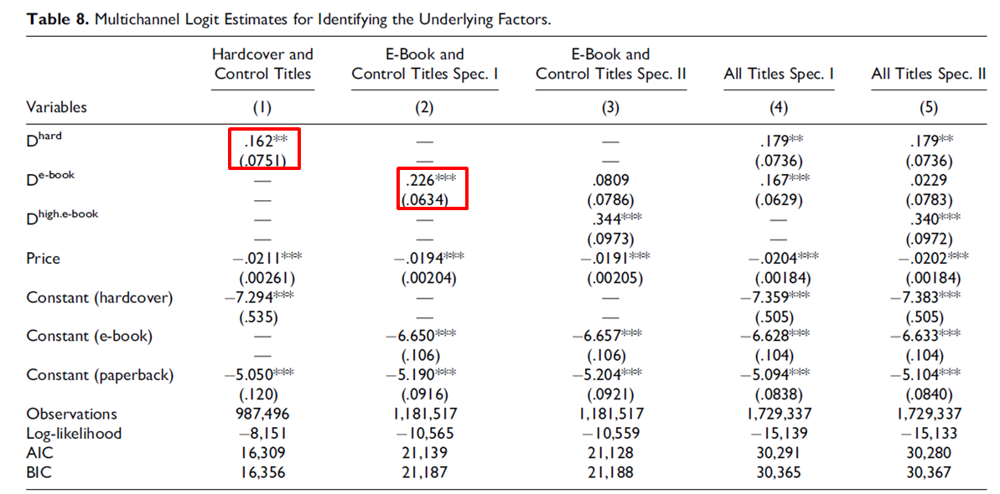 Table 8. Multichannel Logit Estimates for Identifying the Underlying Factors.
Hardcover and Control Titles E-Book and Control Titles Spec. I E-Book and Control Titles Spec. II All Titles Spec. I All Titles Spec. II
Variables (1) (2) (3) (4) (5)
D^hard .162** — — .179** .179**
(.0751) — — (.0736) (.0736)
D^e-book — .226*** .0809 .167*** .0229
— (.0634) (.0786) (.0629) (.0783)
D^high.e-book — — .344*** — .340***
— — (.0973) — (.0972)
Price −.0211*** −.0194*** −.0191*** −.0204*** −.0202***
(.00261) (.00204) (.00205) (.00184) (.00184)
Constant (hardcover) −7.294*** — — −7.359*** −7.383***
(.535) — — (.505) (.505)
Constant (e-book) — −6.650*** −6.657*** −6.628*** −6.633***
— (.106) (.106) (.104) (.104)
Constant (paperback) −5.050*** −5.190*** −5.204*** −5.094*** −5.104***
(.120) (.0916) (.0921) (.0838) (.0840)
Observations 987,496 1,181,517 1,181,517 1,729,337 1,729,337
Log-likelihood −8,151 −10,565 −10,559 −15,139 −15,133
AIC 16,309 21,139 21,128 30,291 30,280
BIC 16,356 21,187 21,188 30,365 30,367